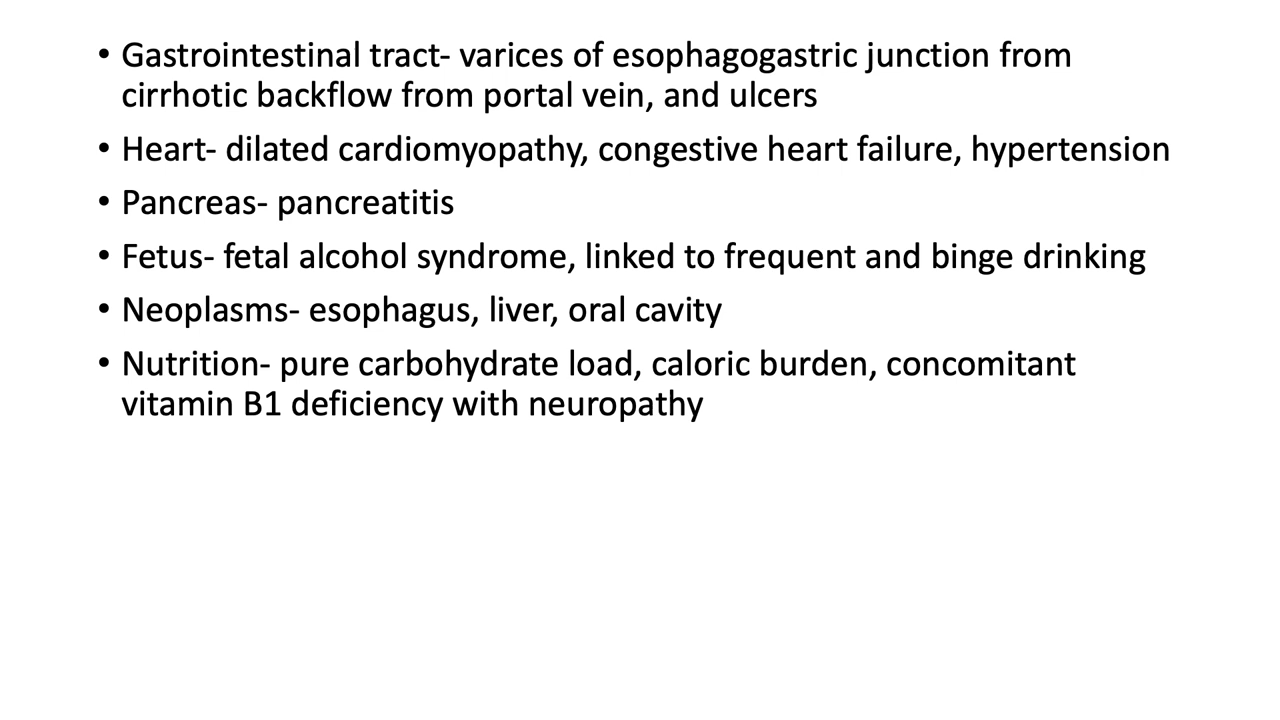 • Gastrointestinal tract- varices of esophagogastric junction from
cirrhotic backflow from portal vein, and ulcers
• Heart- dilated cardiomyopathy, congestive heart failure, hypertension
• Pancreas- pancreatitis
• Fetus- fetal alcohol syndrome, linked to frequent and binge drinking
• Neoplasms- esophagus, liver, oral cavity
• Nutrition- pure carbohydrate load, caloric burden, concomitant
vitamin B1 deficiency with neuropathy